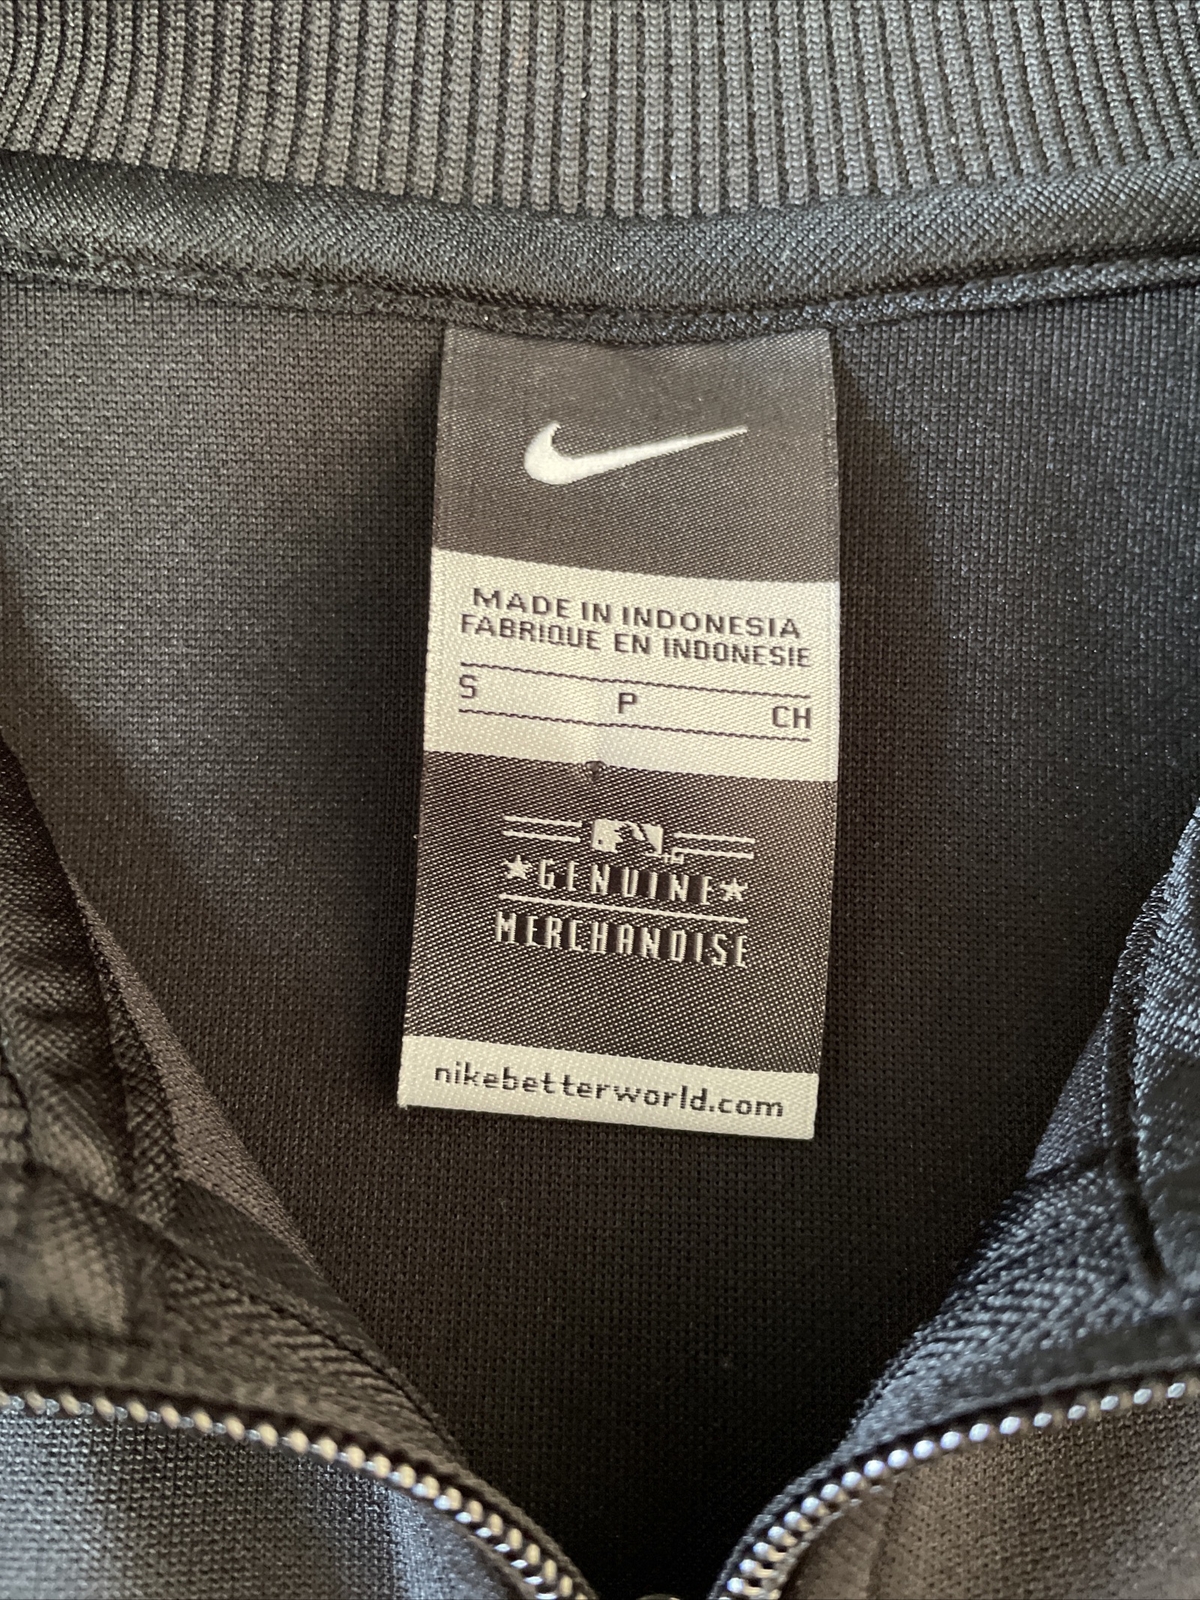 MADE IN INDONESIA
FABRIQUE EN INDONESIE
S P CH
GENUINE
MERCHANDISE
nikebetterworld.com